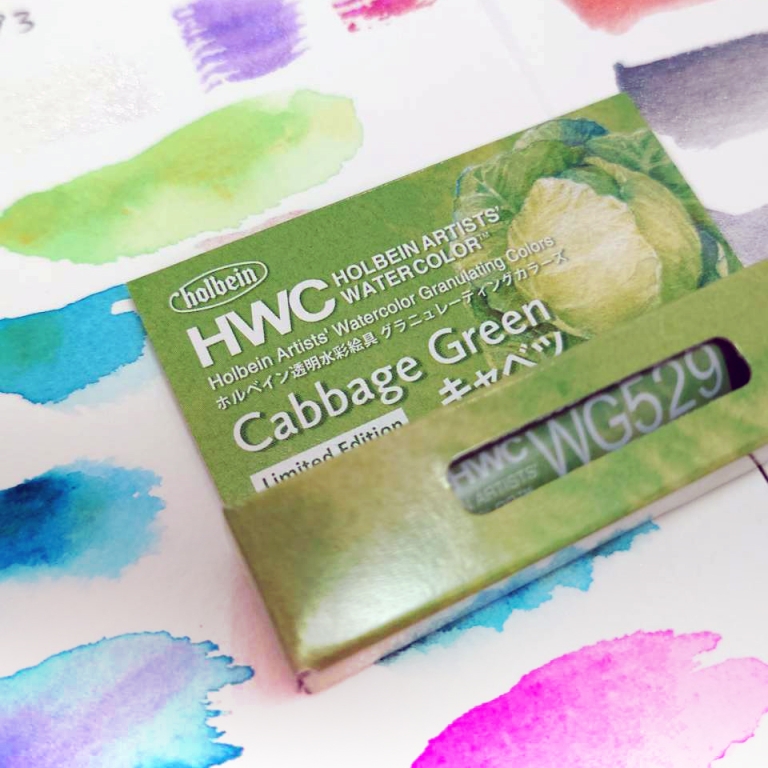 holbein
HWC HOLBEIN ARTISTS' WATERCOLOR™
Holbein Artists' Watercolor Granulating Colors
ホルベイン透明水彩絵具 グラニュレーティングカラーズ
Cabbage Green
キャベツ
Limited Edition
HWC
ARTISTS'
WG529